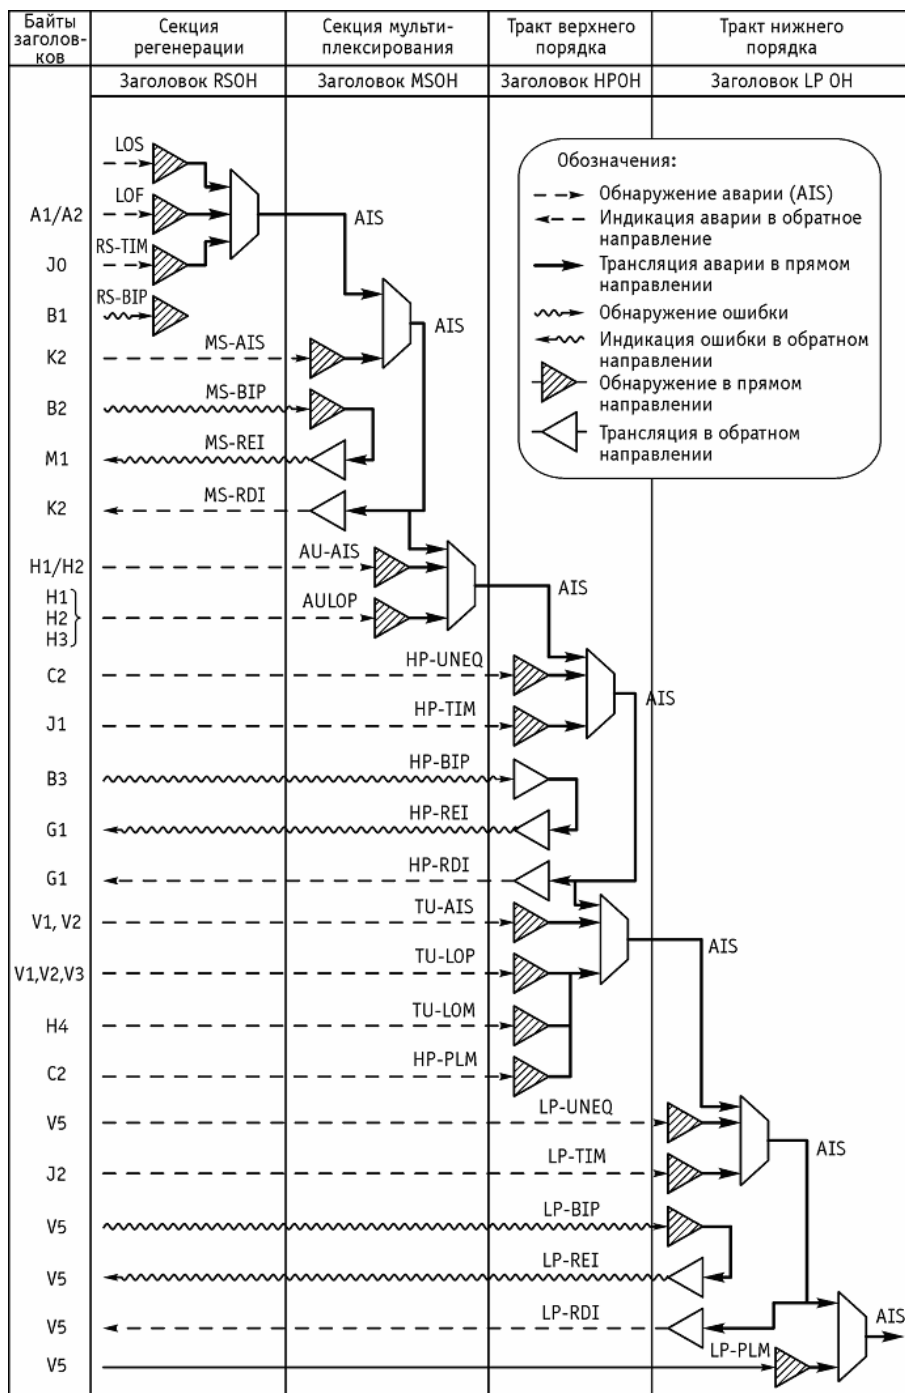 Байты
заголов-
ков
Секция
регенерации
Секция мульти-
плексирования
Тракт верхнего
порядка
Тракт нижнего
порядка
Заголовок RSOH
Заголовок MSOH
Заголовок HPOH
Заголовок LP OH
LOS
A1/A2
LOF
AIS
J0
RS-TIM
B1
RS-BIP
AIS
K2
MS-AIS
B2
MS-BIP
M1
MS-REI
K2
MS-RDI
Обозначения:
Обнаружение аварии (AIS)
Индикация аварии в обратное
направление
Трансляция аварии в прямом
направлении
Обнаружение ошибки
Индикация ошибки в обратном
направлении
Обнаружение в прямом
направлении
Трансляция в обратном
направлении
H1/H2
AU-AIS
AIS
H1
H2
H3
AULOP
C2
HP-UNEQ
AIS
J1
HP-TIM
B3
HP-BIP
G1
HP-REI
G1
HP-RDI
V1, V2
TU-AIS
AIS
V1,V2,V3
TU-LOP
H4
TU-LOM
C2
HP-PLM
V5
LP-UNEQ
AIS
J2
LP-TIM
V5
LP-BIP
V5
LP-REI
V5
LP-RDI
AIS
V5
LP-PLM